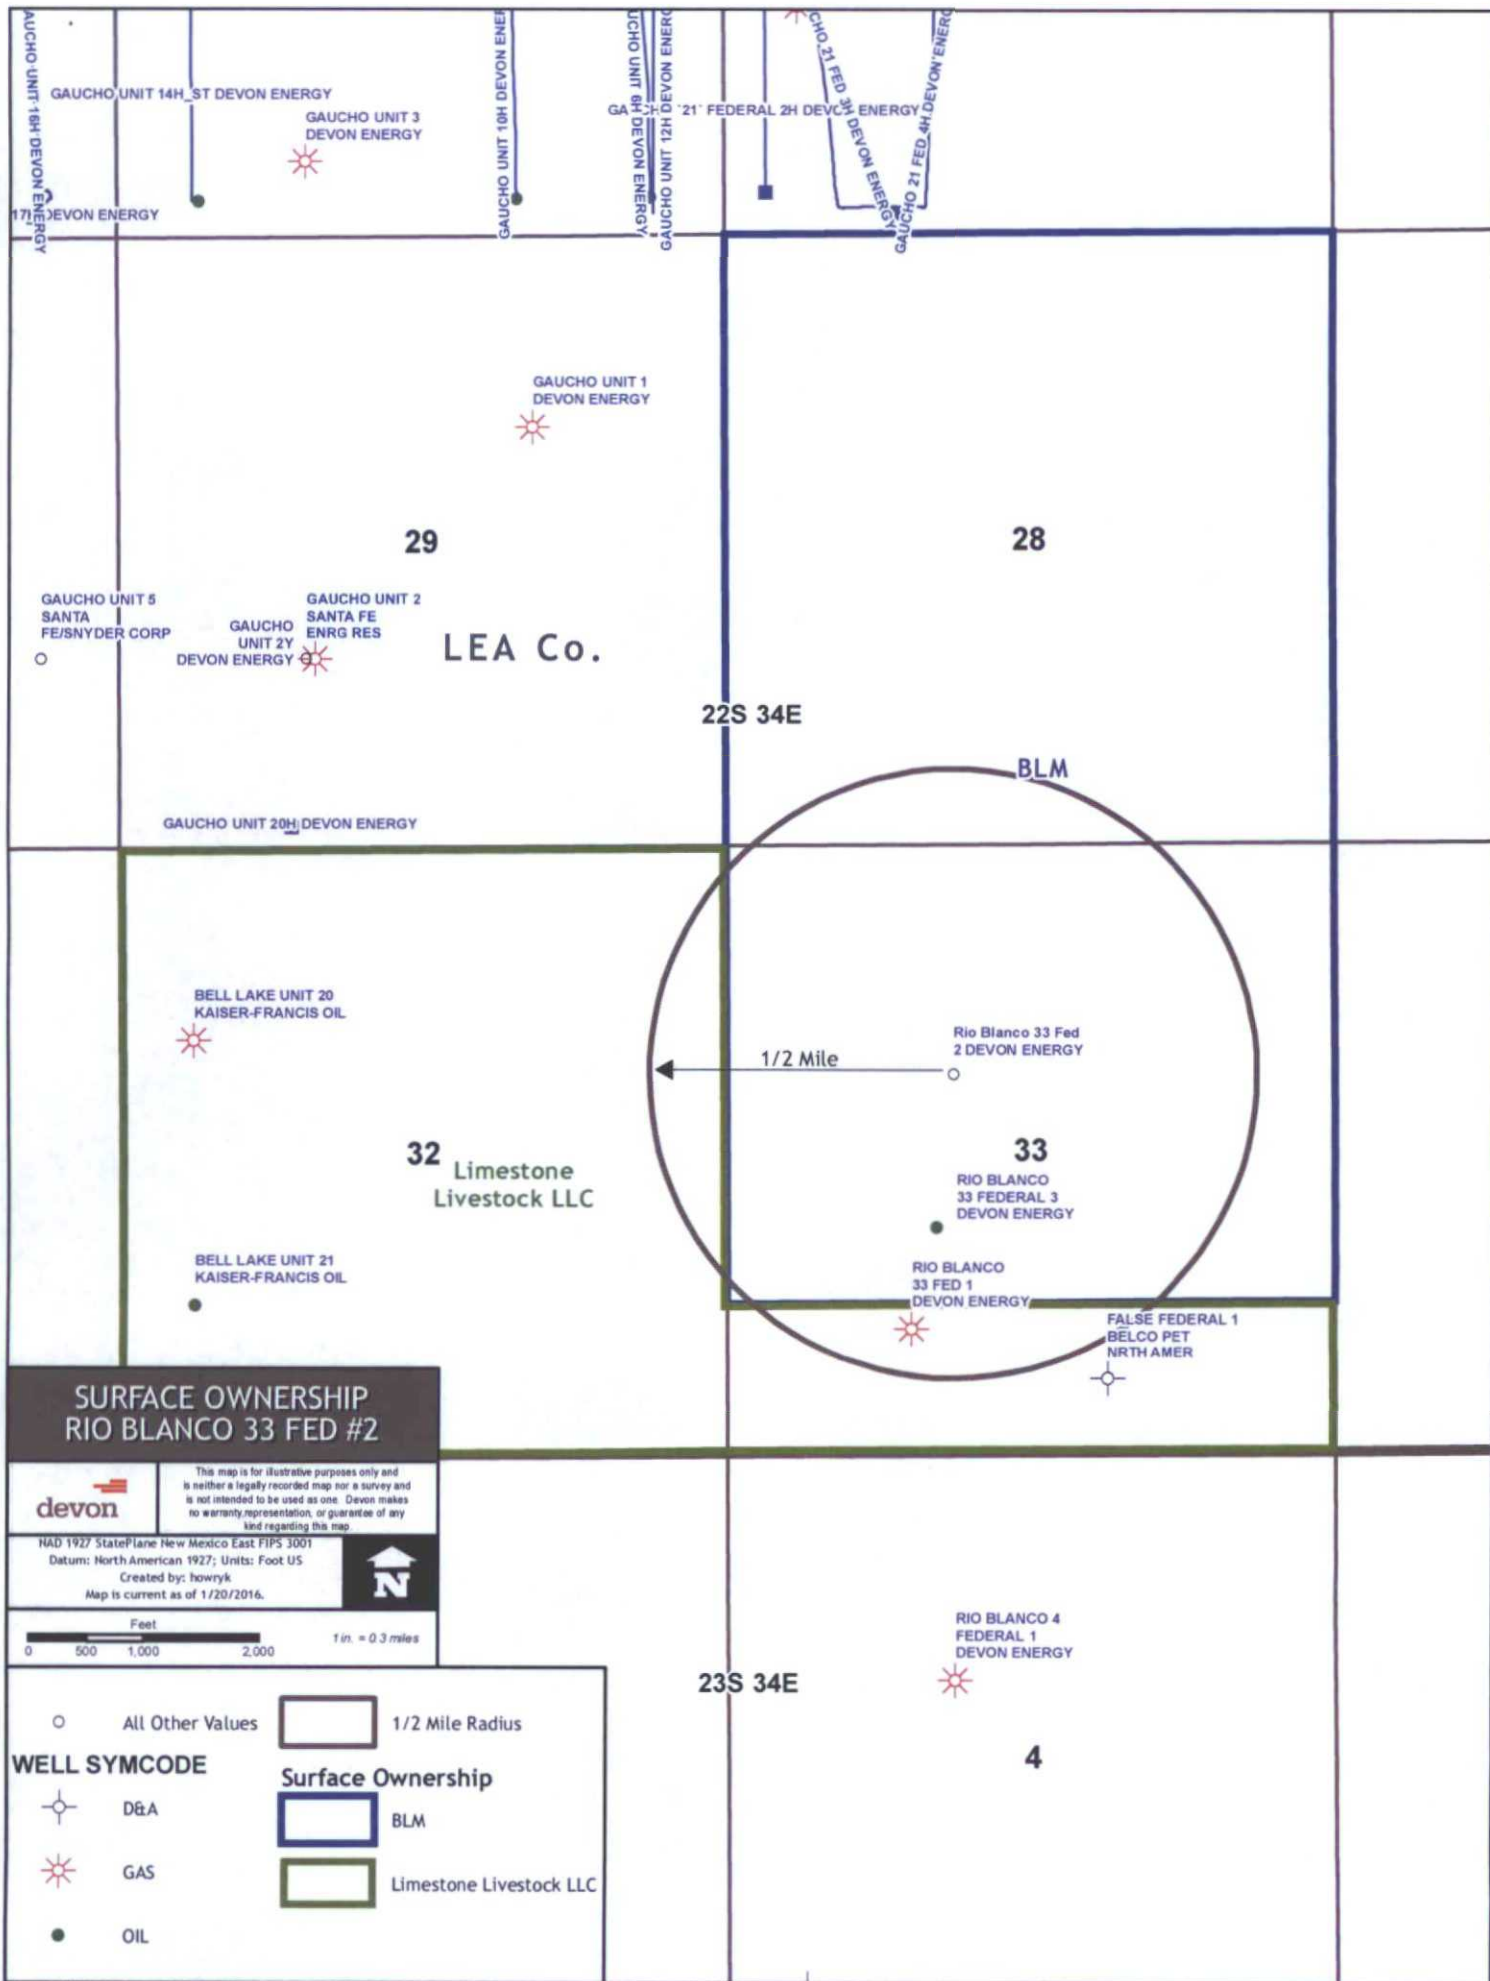 GAUCHO UNIT 14H_ST DEVON ENERGY
GAUCHO UNIT 3
DEVON ENERGY
GAUCHO UNIT 10H DEVON ENER
UCHO UNIT 6H DEVON ENERGY
GAUCHO UNIT 12H DEVON ENERG
21 FEDERAL 2H DEVON ENERGY
CHO 21 FED 3H DEVON ENERGY
GAUCHO 21 FED 4H DEVON ENERG
AUCHO UNIT 16H DEVON ENERGY
DEVON ENERGY
GAUCHO UNIT 1
DEVON ENERGY
29
28
GAUCHO UNIT 5
SANTA
FE/SNYDER CORP
GAUCHO
UNIT 2Y
DEVON ENERGY
GAUCHO UNIT 2
SANTA FE
ENRG RES
LEA Co.
22S 34E
BLM
GAUCHO UNIT 20H DEVON ENERGY
BELL LAKE UNIT 20
KAISER-FRANCIS OIL
Rio Blanco 33 Fed
2 DEVON ENERGY
1/2 Mile
32
Limestone
Livestock LLC
33
RIO BLANCO
33 FEDERAL 3
DEVON ENERGY
BELL LAKE UNIT 21
KAISER-FRANCIS OIL
RIO BLANCO
33 FED 1
DEVON ENERGY
FALSE FEDERAL 1
BELCO PET
NRTH AMER
SURFACE OWNERSHIP
RIO BLANCO 33 FED #2
devon
This map is for illustrative purposes only and
is neither a legally recorded map nor a survey and
is not intended to be used as one. Devon makes
no warranty,representation, or guarantee of any
kind regarding this map.
NAD 1927 StatePlane New Mexico East FIPS 3001
Datum: North American 1927; Units: Foot US
Created by: howryk
Map is current as of 1/20/2016.
N
Feet
0 500 1,000 2,000
1 in. = 0.3 miles
RIO BLANCO 4
FEDERAL 1
DEVON ENERGY
23S 34E
4
All Other Values
1/2 Mile Radius
WELL SYMCODE
Surface Ownership
D&A
BLM
GAS
Limestone Livestock LLC
OIL